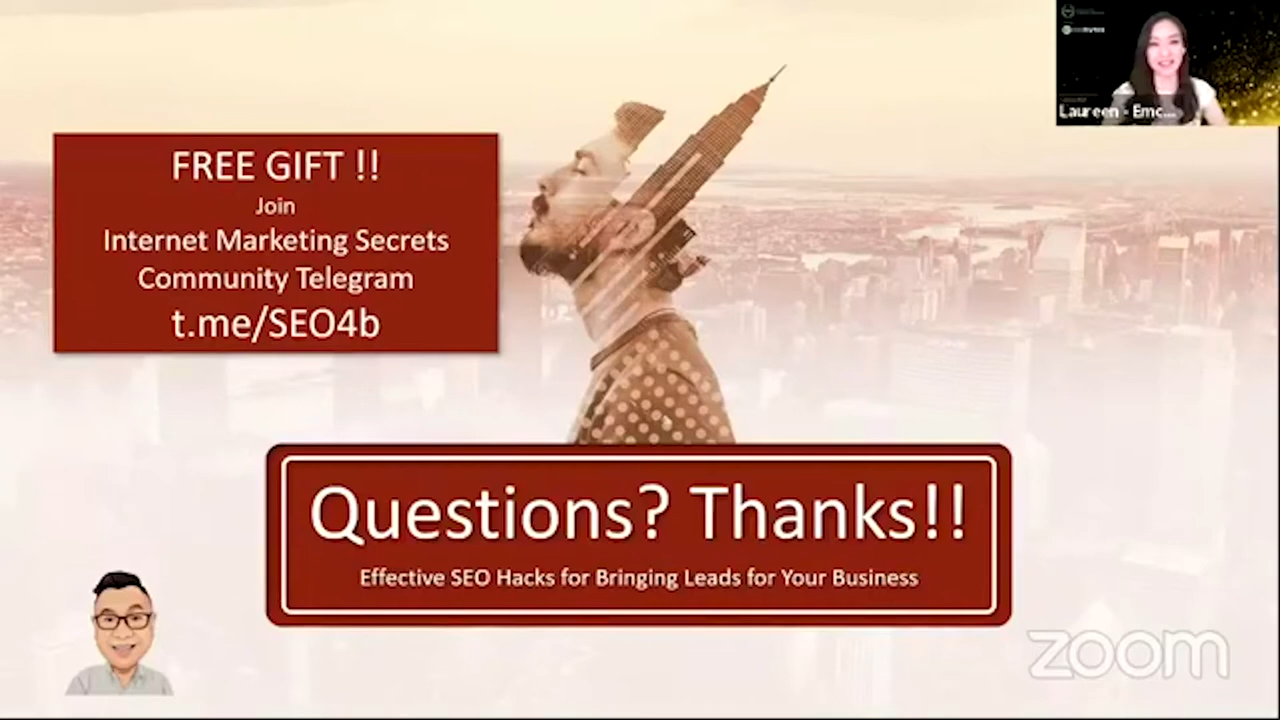 FREE GIFT !!
Join
Internet Marketing Secrets
Community Telegram
t.me/SEO4b
Laureen - Emc...
Questions? Thanks!!
Effective SEO Hacks for Bringing Leads for Your Business
zoom